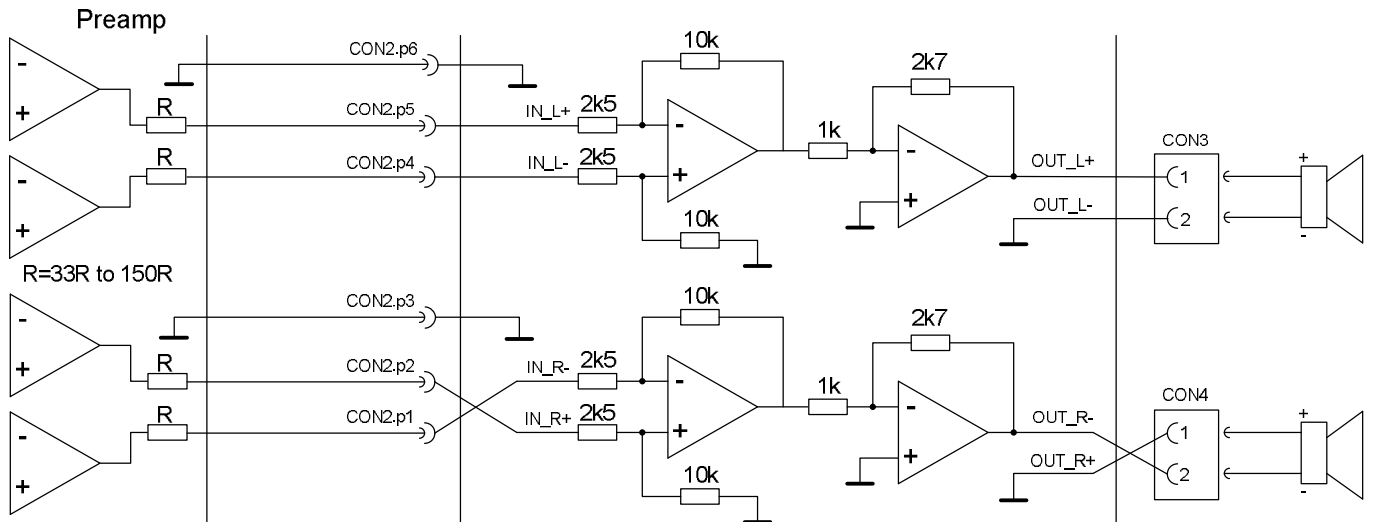 Preamp
-
+
R
CON2.p6
CON2.p5
IN_L+
2k5
10k
-
+
1k
2k7
-
+
OUT_L+
CON3
1
+
-
+
R
CON2.p4
IN_L-
2k5
10k
OUT_L-
2
-
R=33R to 150R
-
+
R
CON2.p3
CON2.p2
IN_R-
2k5
10k
-
+
1k
2k7
-
+
OUT_R-
CON4
1
+
-
+
R
CON2.p1
IN_R+
2k5
10k
OUT_R+
2
-